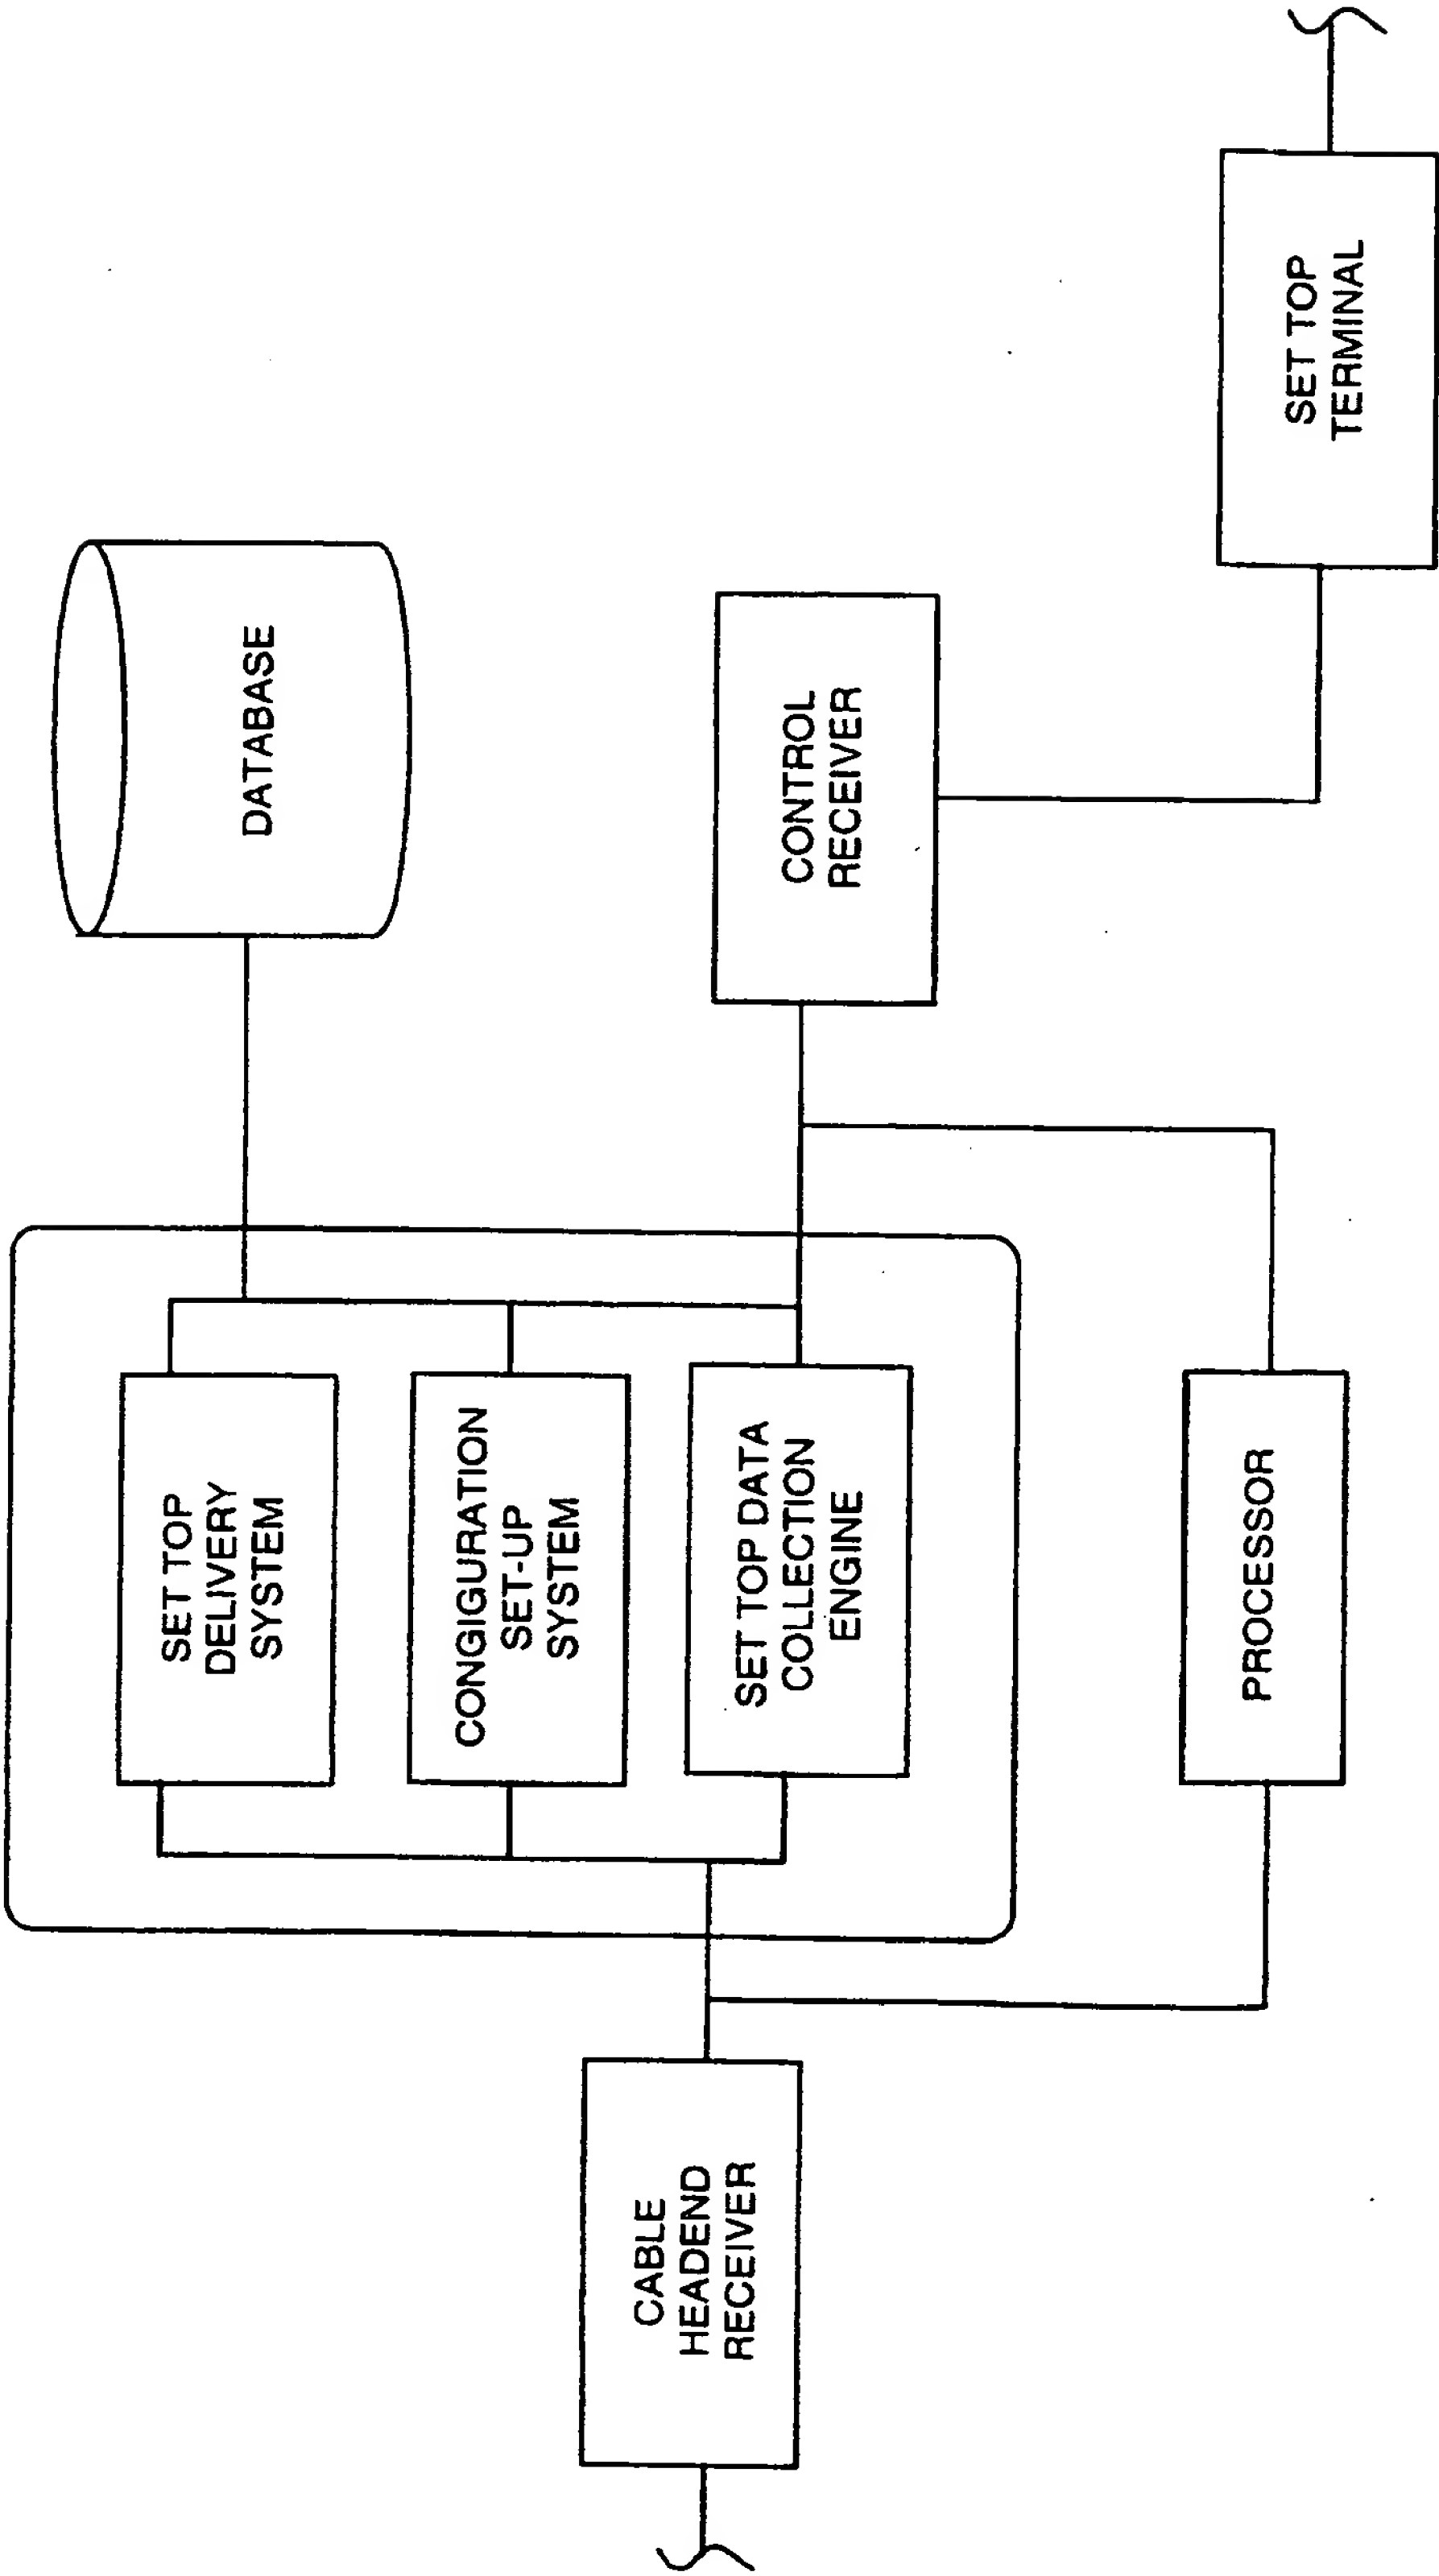 DATABASE
SET TOP
DELIVERY
SYSTEM
CONGIGURATION
SET-UP
SYSTEM
SET TOP DATA
COLLECTION
ENGINE
CABLE
HEADEND
RECEIVER
CONTROL
RECEIVER
PROCESSOR
SET TOP
TERMINAL